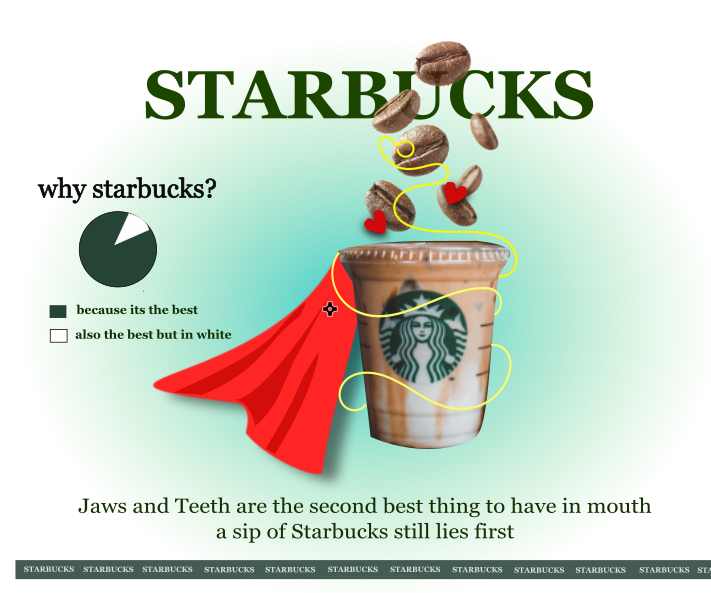 STARBUCKS
why starbucks?
because its the best
also the best but in white
Jaws and Teeth are the second best thing to have in mouth
a sip of Starbucks still lies first
STARBUCKS STARBUCKS STARBUCKS STARBUCKS STARBUCKS STARBUCKS STARBUCKS STARBUCKS STARBUCKS STARBUCKS STARBUCKS STA